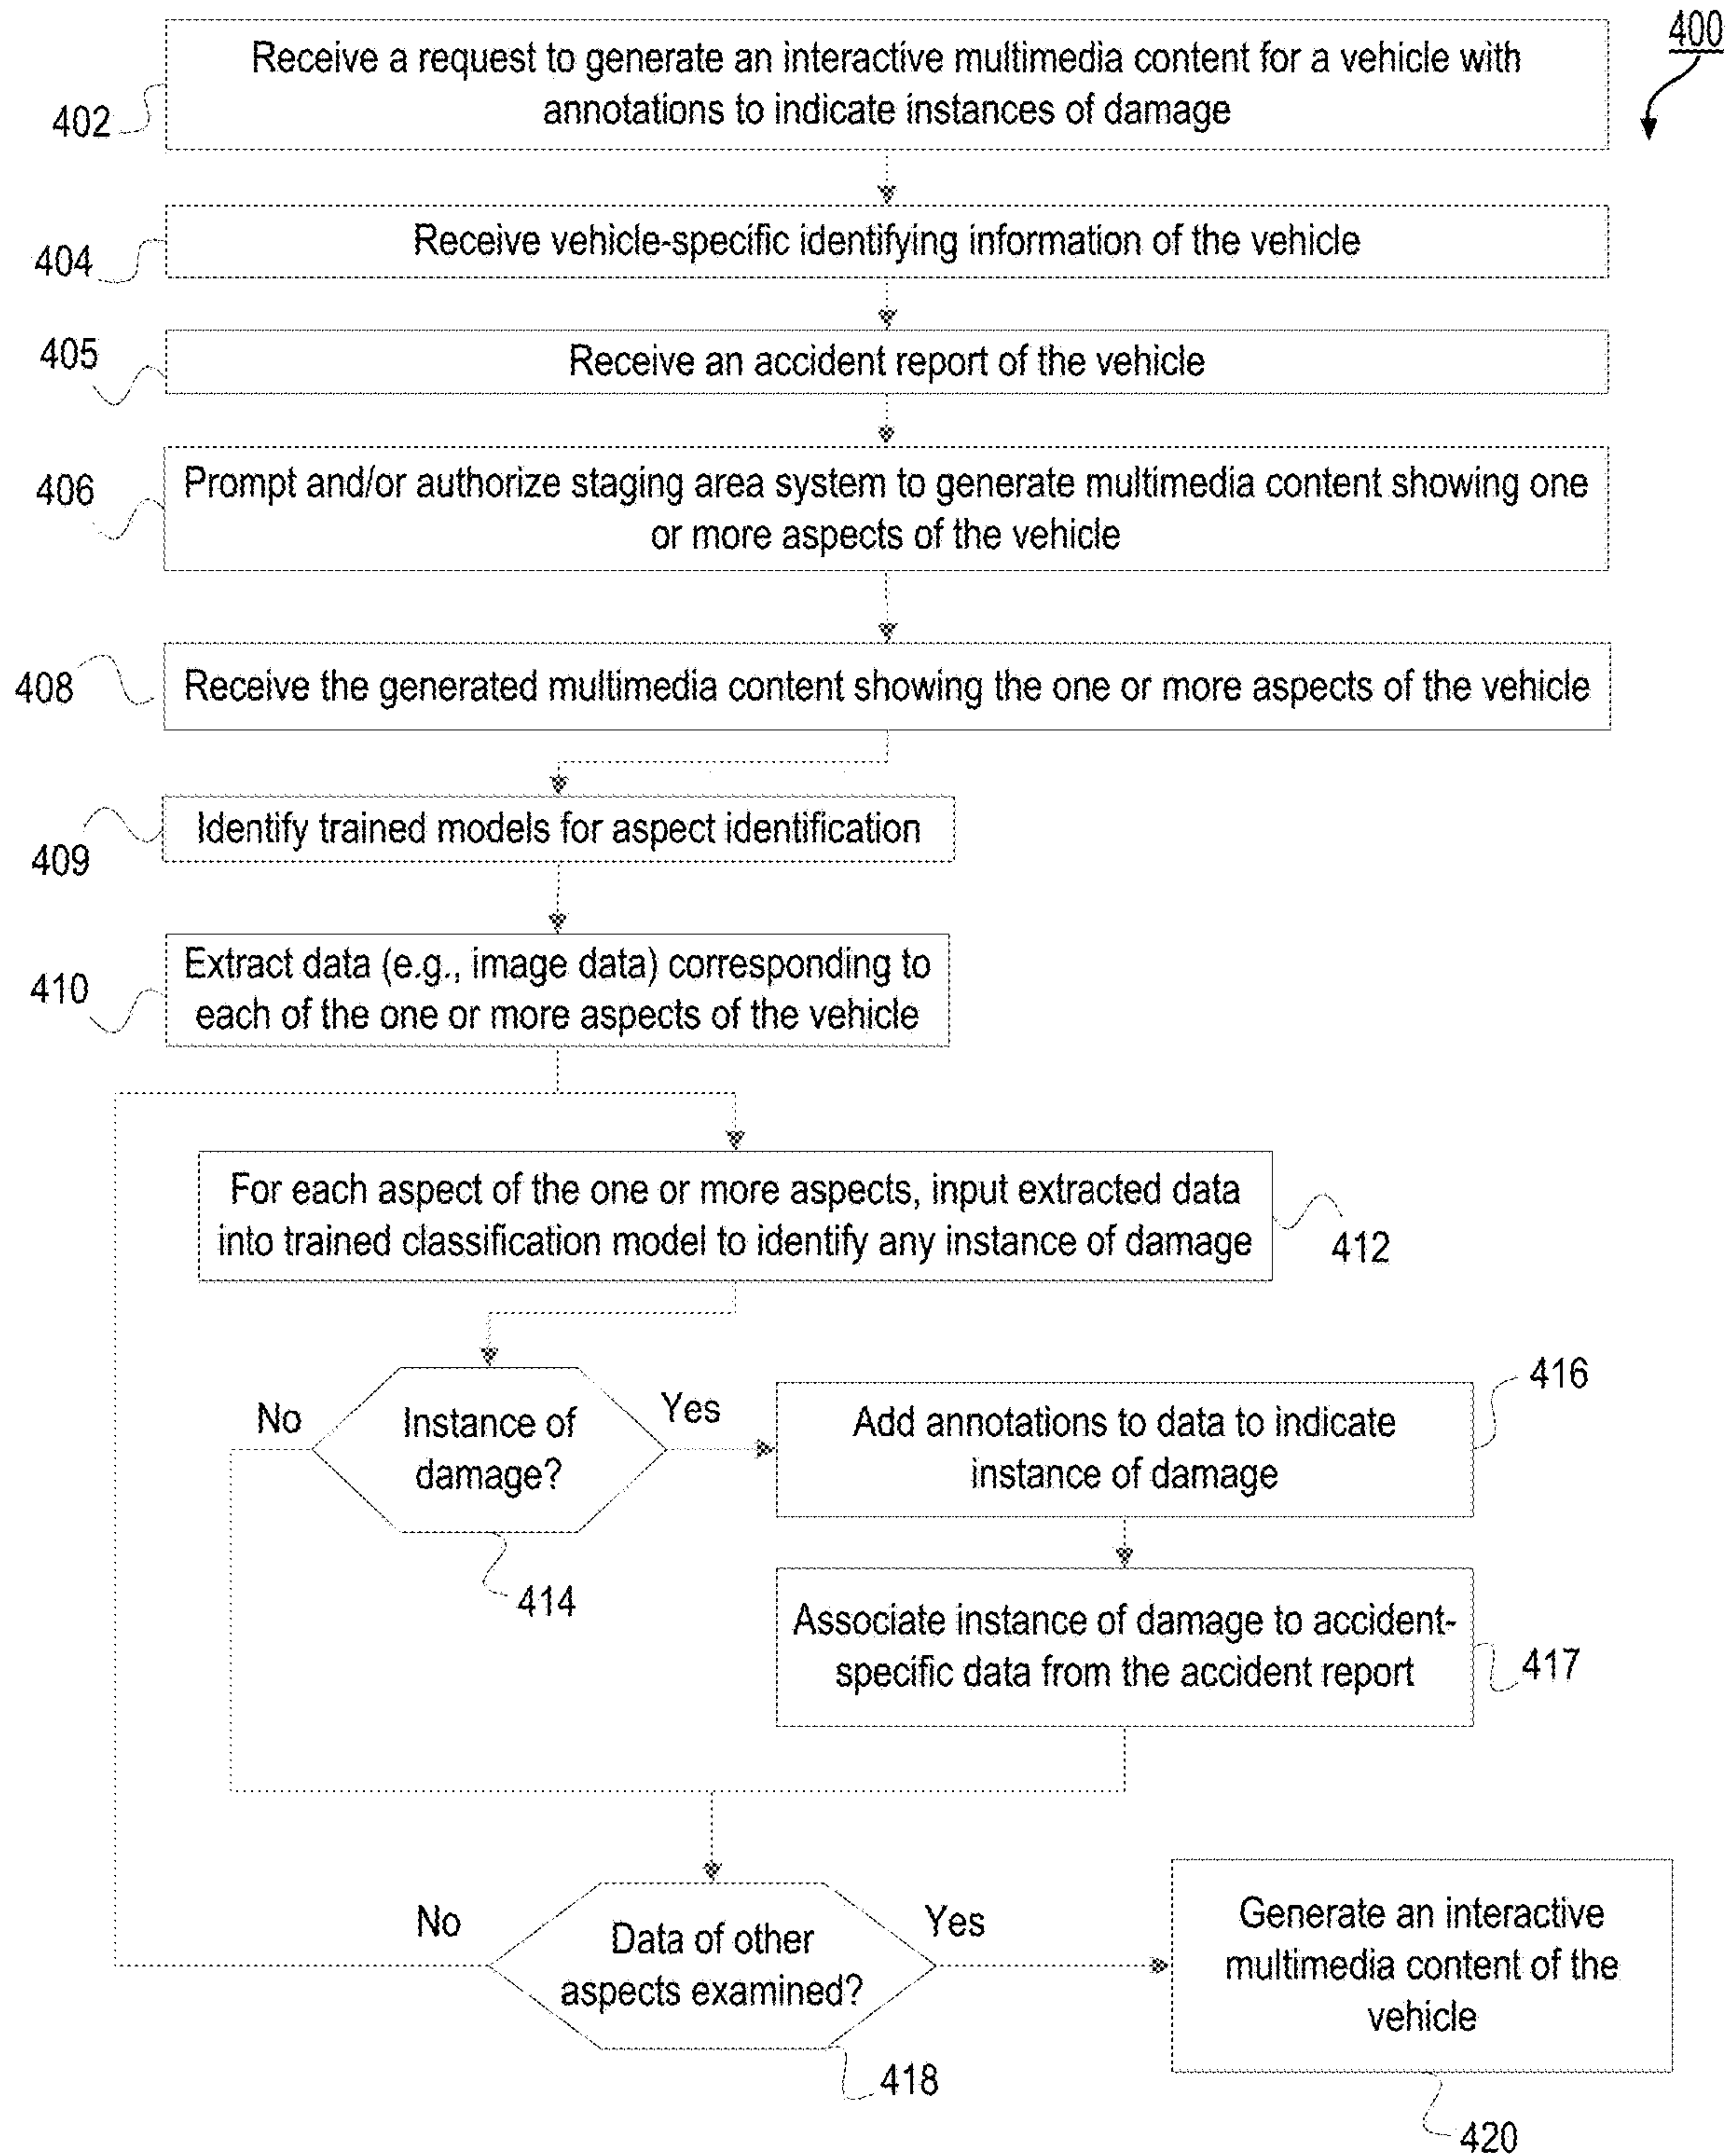 400
Receive a request to generate an interactive multimedia content for a vehicle with
annotations to indicate instances of damage
402
Receive vehicle-specific identifying information of the vehicle
404
405
Receive an accident report of the vehicle
406
Prompt and/or authorize staging area system to generate multimedia content showing one
or more aspects of the vehicle
408
Receive the generated multimedia content showing the one or more aspects of the vehicle
Identify trained models for aspect identification
409
Extract data (e.g., image data) corresponding to
each of the one or more aspects of the vehicle
410
For each aspect of the one or more aspects, input extracted data
into trained classification model to identify any instance of damage
412
No
Instance of
damage?
Yes
414
Add annotations to data to indicate
instance of damage
416
Associate instance of damage to accident-
specific data from the accident report
417
No
Data of other
aspects examined?
Yes
418
Generate an interactive
multimedia content of the
vehicle
420